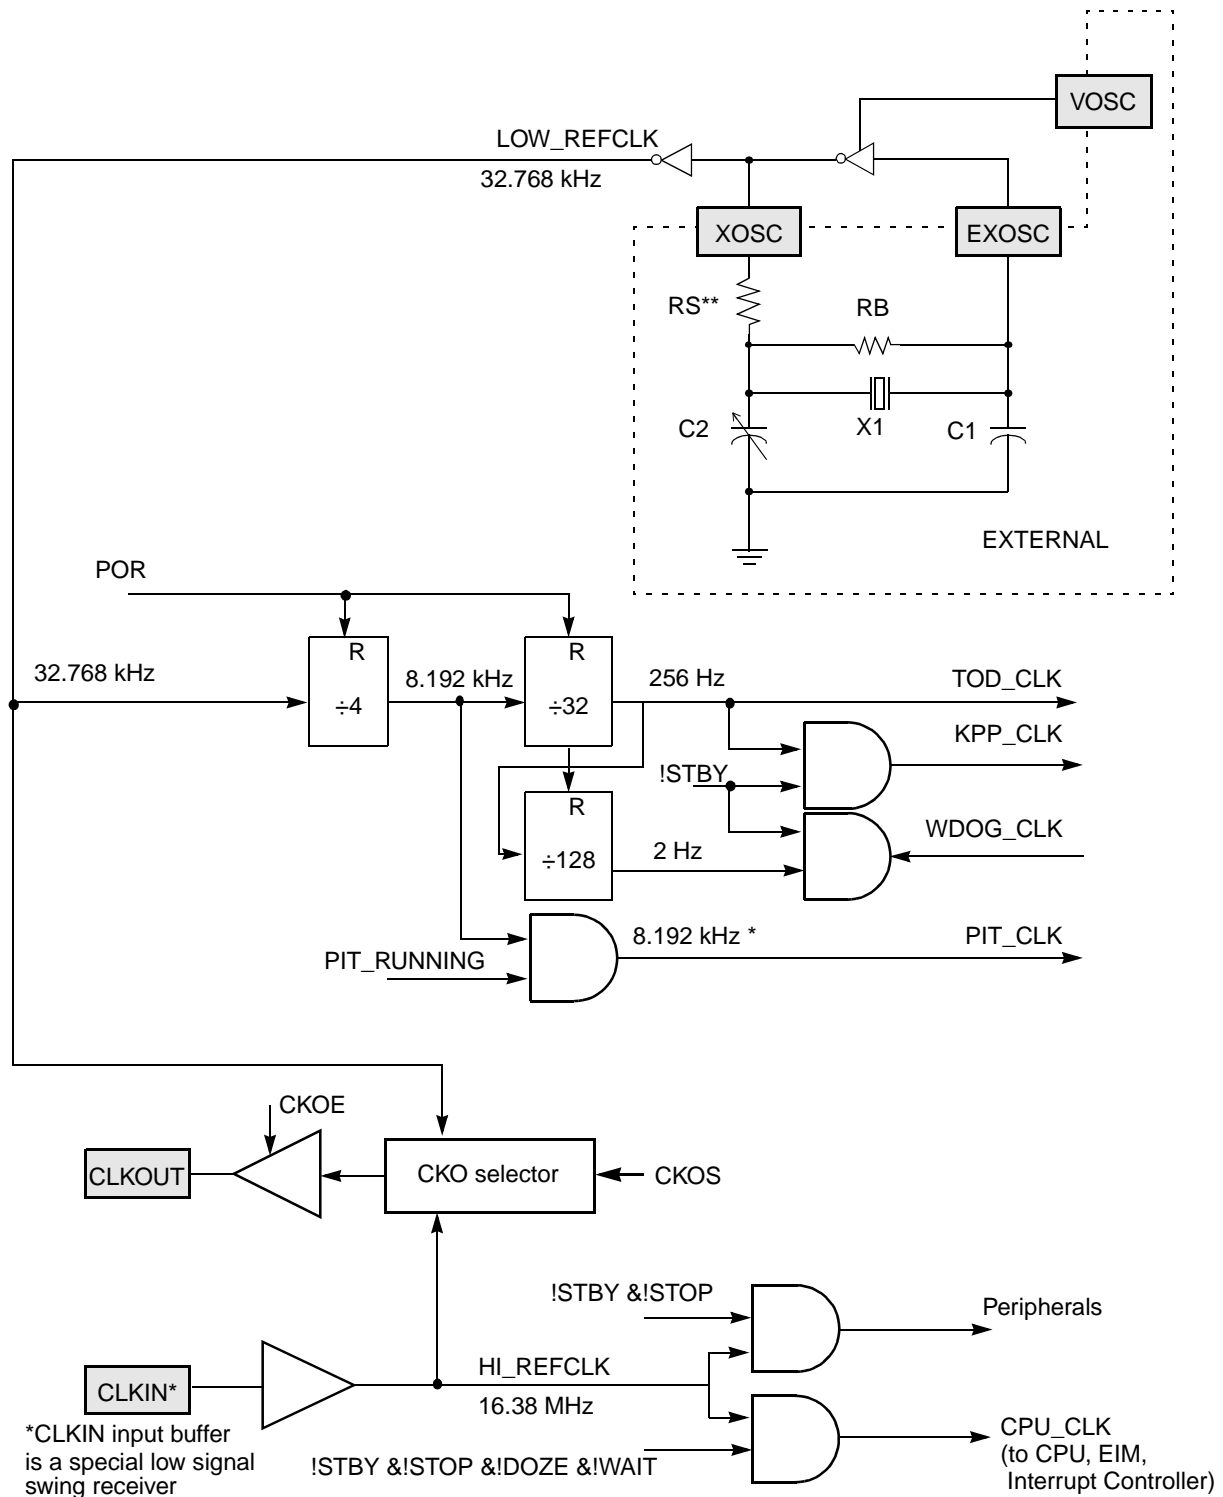 VOSC
LOW_REFCLK
32.768 kHz
XOSC
EXOSC
RS**
RB
C2
X1
C1
EXTERNAL
POR
R
R
32.768 kHz
8.192 kHz
256 Hz
TOD_CLK
÷4
÷32
KPP_CLK
!STBY
R
WDOG_CLK
÷128
2 Hz
8.192 kHz *
PIT_CLK
PIT_RUNNING
CKOE
CLKOUT
CKO selector
CKOS
!STBY &!STOP
Peripherals
HI_REFCLK
CLKIN*
16.38 MHz
*CLKIN input buffer
is a special low signal
swing receiver
!STBY &!STOP &!DOZE &!WAIT
CPU_CLK
(to CPU, EIM,
Interrupt Controller)